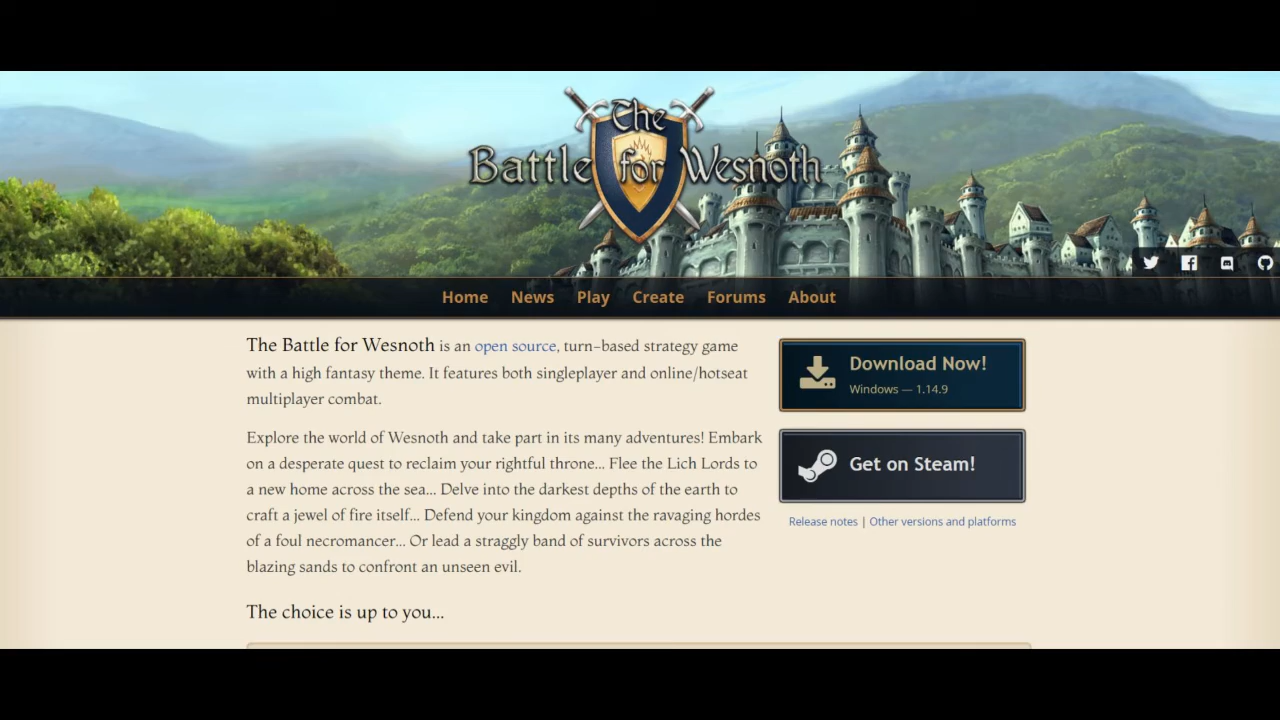 The
Battle for Wesnoth
Home News Play Create Forums About
The Battle for Wesnoth is an open source, turn-based strategy game
with a high fantasy theme. It features both singleplayer and online/hotseat
multiplayer combat.
Explore the world of Wesnoth and take part in its many adventures! Embark
on a desperate quest to reclaim your rightful throne... Flee the Lich Lords to
a new home across the sea... Delve into the darkest depths of the earth to
craft a jewel of fire itself... Defend your kingdom against the ravaging hordes
of a foul necromancer... Or lead a straggly band of survivors across the
blazing sands to confront an unseen evil.
The choice is up to you...
Download Now!
Windows — 1.14.9
Get on Steam!
Release notes | Other versions and platforms